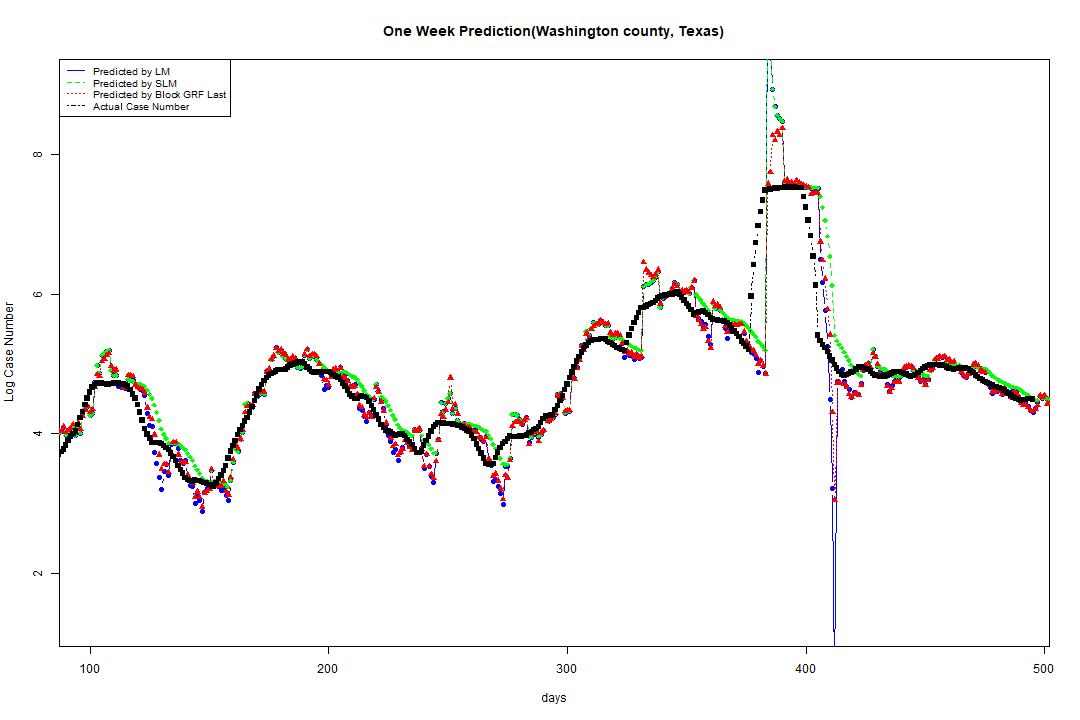 One Week Prediction(Washington county, Texas)
Predicted by LM
Predicted by SLM
Predicted by Block GRF Last
Actual Case Number
8
6
4
2
Log Case Number
100 200 300 400 500
days